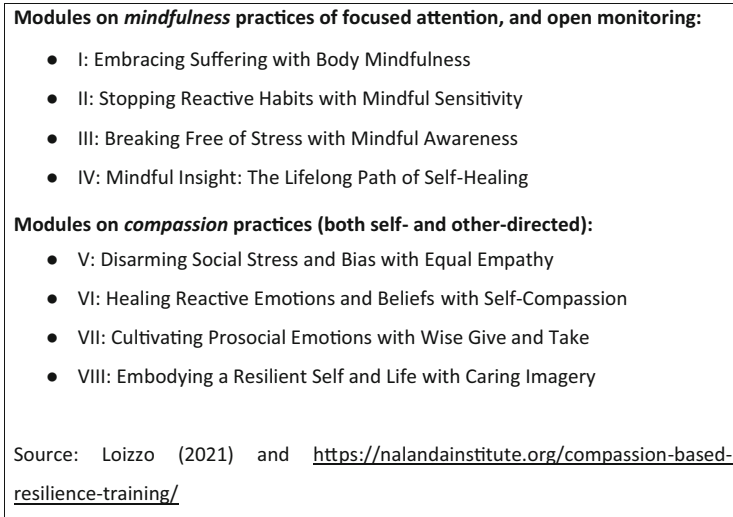 Modules on mindfulness practices of focused attention, and open monitoring:
● I: Embracing Suffering with Body Mindfulness
● II: Stopping Reactive Habits with Mindful Sensitivity
● III: Breaking Free of Stress with Mindful Awareness
● IV: Mindful Insight: The Lifelong Path of Self-Healing
Modules on compassion practices (both self- and other-directed):
● V: Disarming Social Stress and Bias with Equal Empathy
● VI: Healing Reactive Emotions and Beliefs with Self-Compassion
● VII: Cultivating Prosocial Emotions with Wise Give and Take
● VIII: Embodying a Resilient Self and Life with Caring Imagery
Source: Loizzo (2021) and https://nalandainstitute.org/compassion-based-
resilience-training/